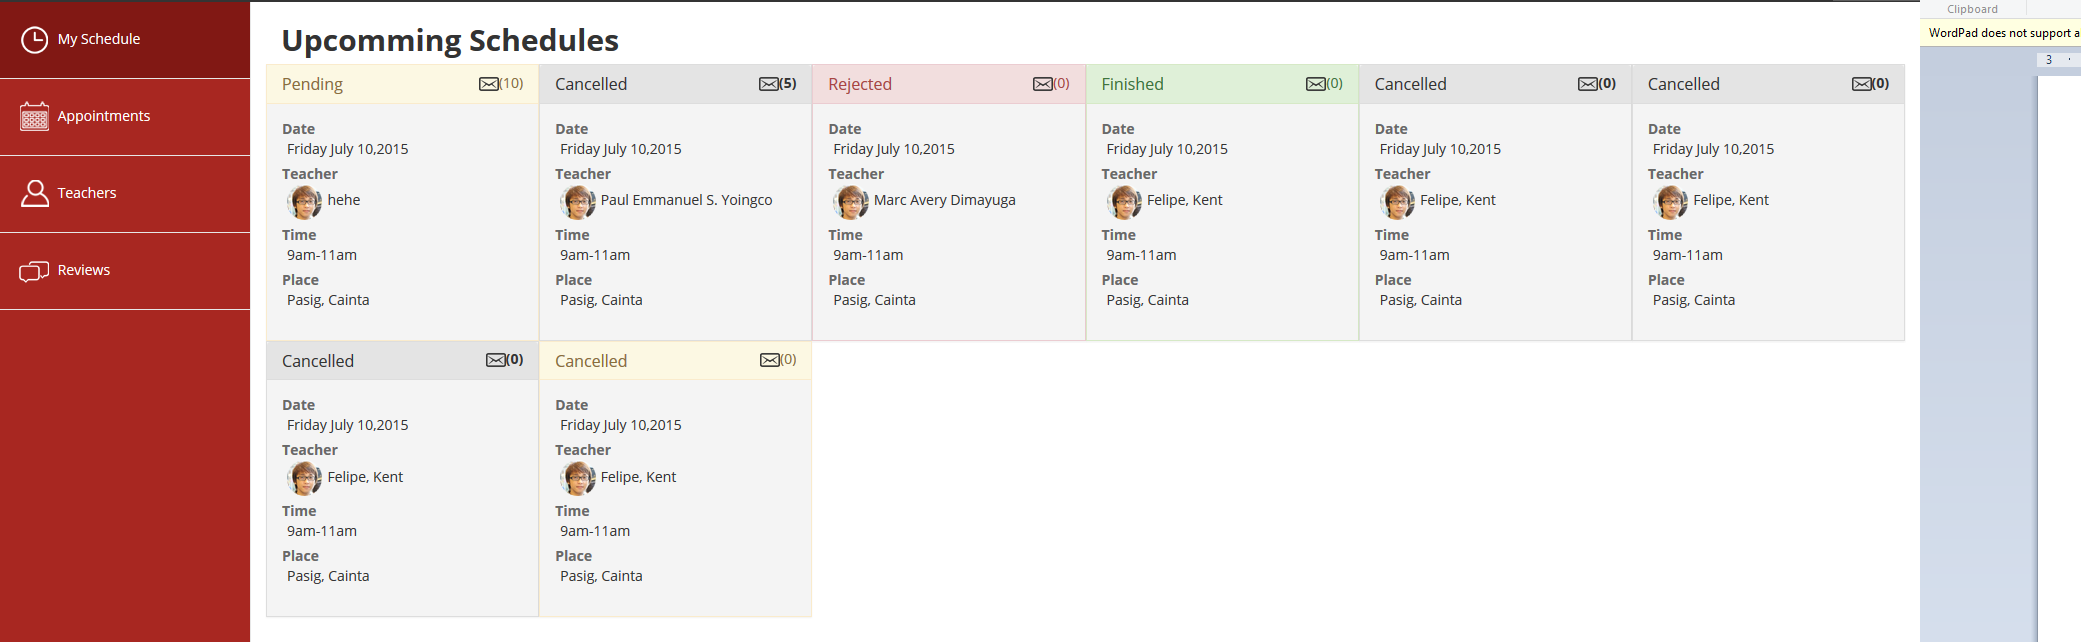 My Schedule
Appointments
Teachers
Reviews
Upcomming Schedules
Pending (10)
Date
Friday July 10,2015
Teacher
hehe
Time
9am-11am
Place
Pasig, Cainta
Cancelled (5)
Date
Friday July 10,2015
Teacher
Paul Emmanuel S. Yoingco
Time
9am-11am
Place
Pasig, Cainta
Rejected (0)
Date
Friday July 10,2015
Teacher
Marc Avery Dimayuga
Time
9am-11am
Place
Pasig, Cainta
Finished (0)
Date
Friday July 10,2015
Teacher
Felipe, Kent
Time
9am-11am
Place
Pasig, Cainta
Cancelled (0)
Date
Friday July 10,2015
Teacher
Felipe, Kent
Time
9am-11am
Place
Pasig, Cainta
Cancelled (0)
Date
Friday July 10,2015
Teacher
Felipe, Kent
Time
9am-11am
Place
Pasig, Cainta
Cancelled (0)
Date
Friday July 10,2015
Teacher
Felipe, Kent
Time
9am-11am
Place
Pasig, Cainta
Cancelled (0)
Date
Friday July 10,2015
Teacher
Felipe, Kent
Time
9am-11am
Place
Pasig, Cainta
Clipboard
WordPad does not support a
3